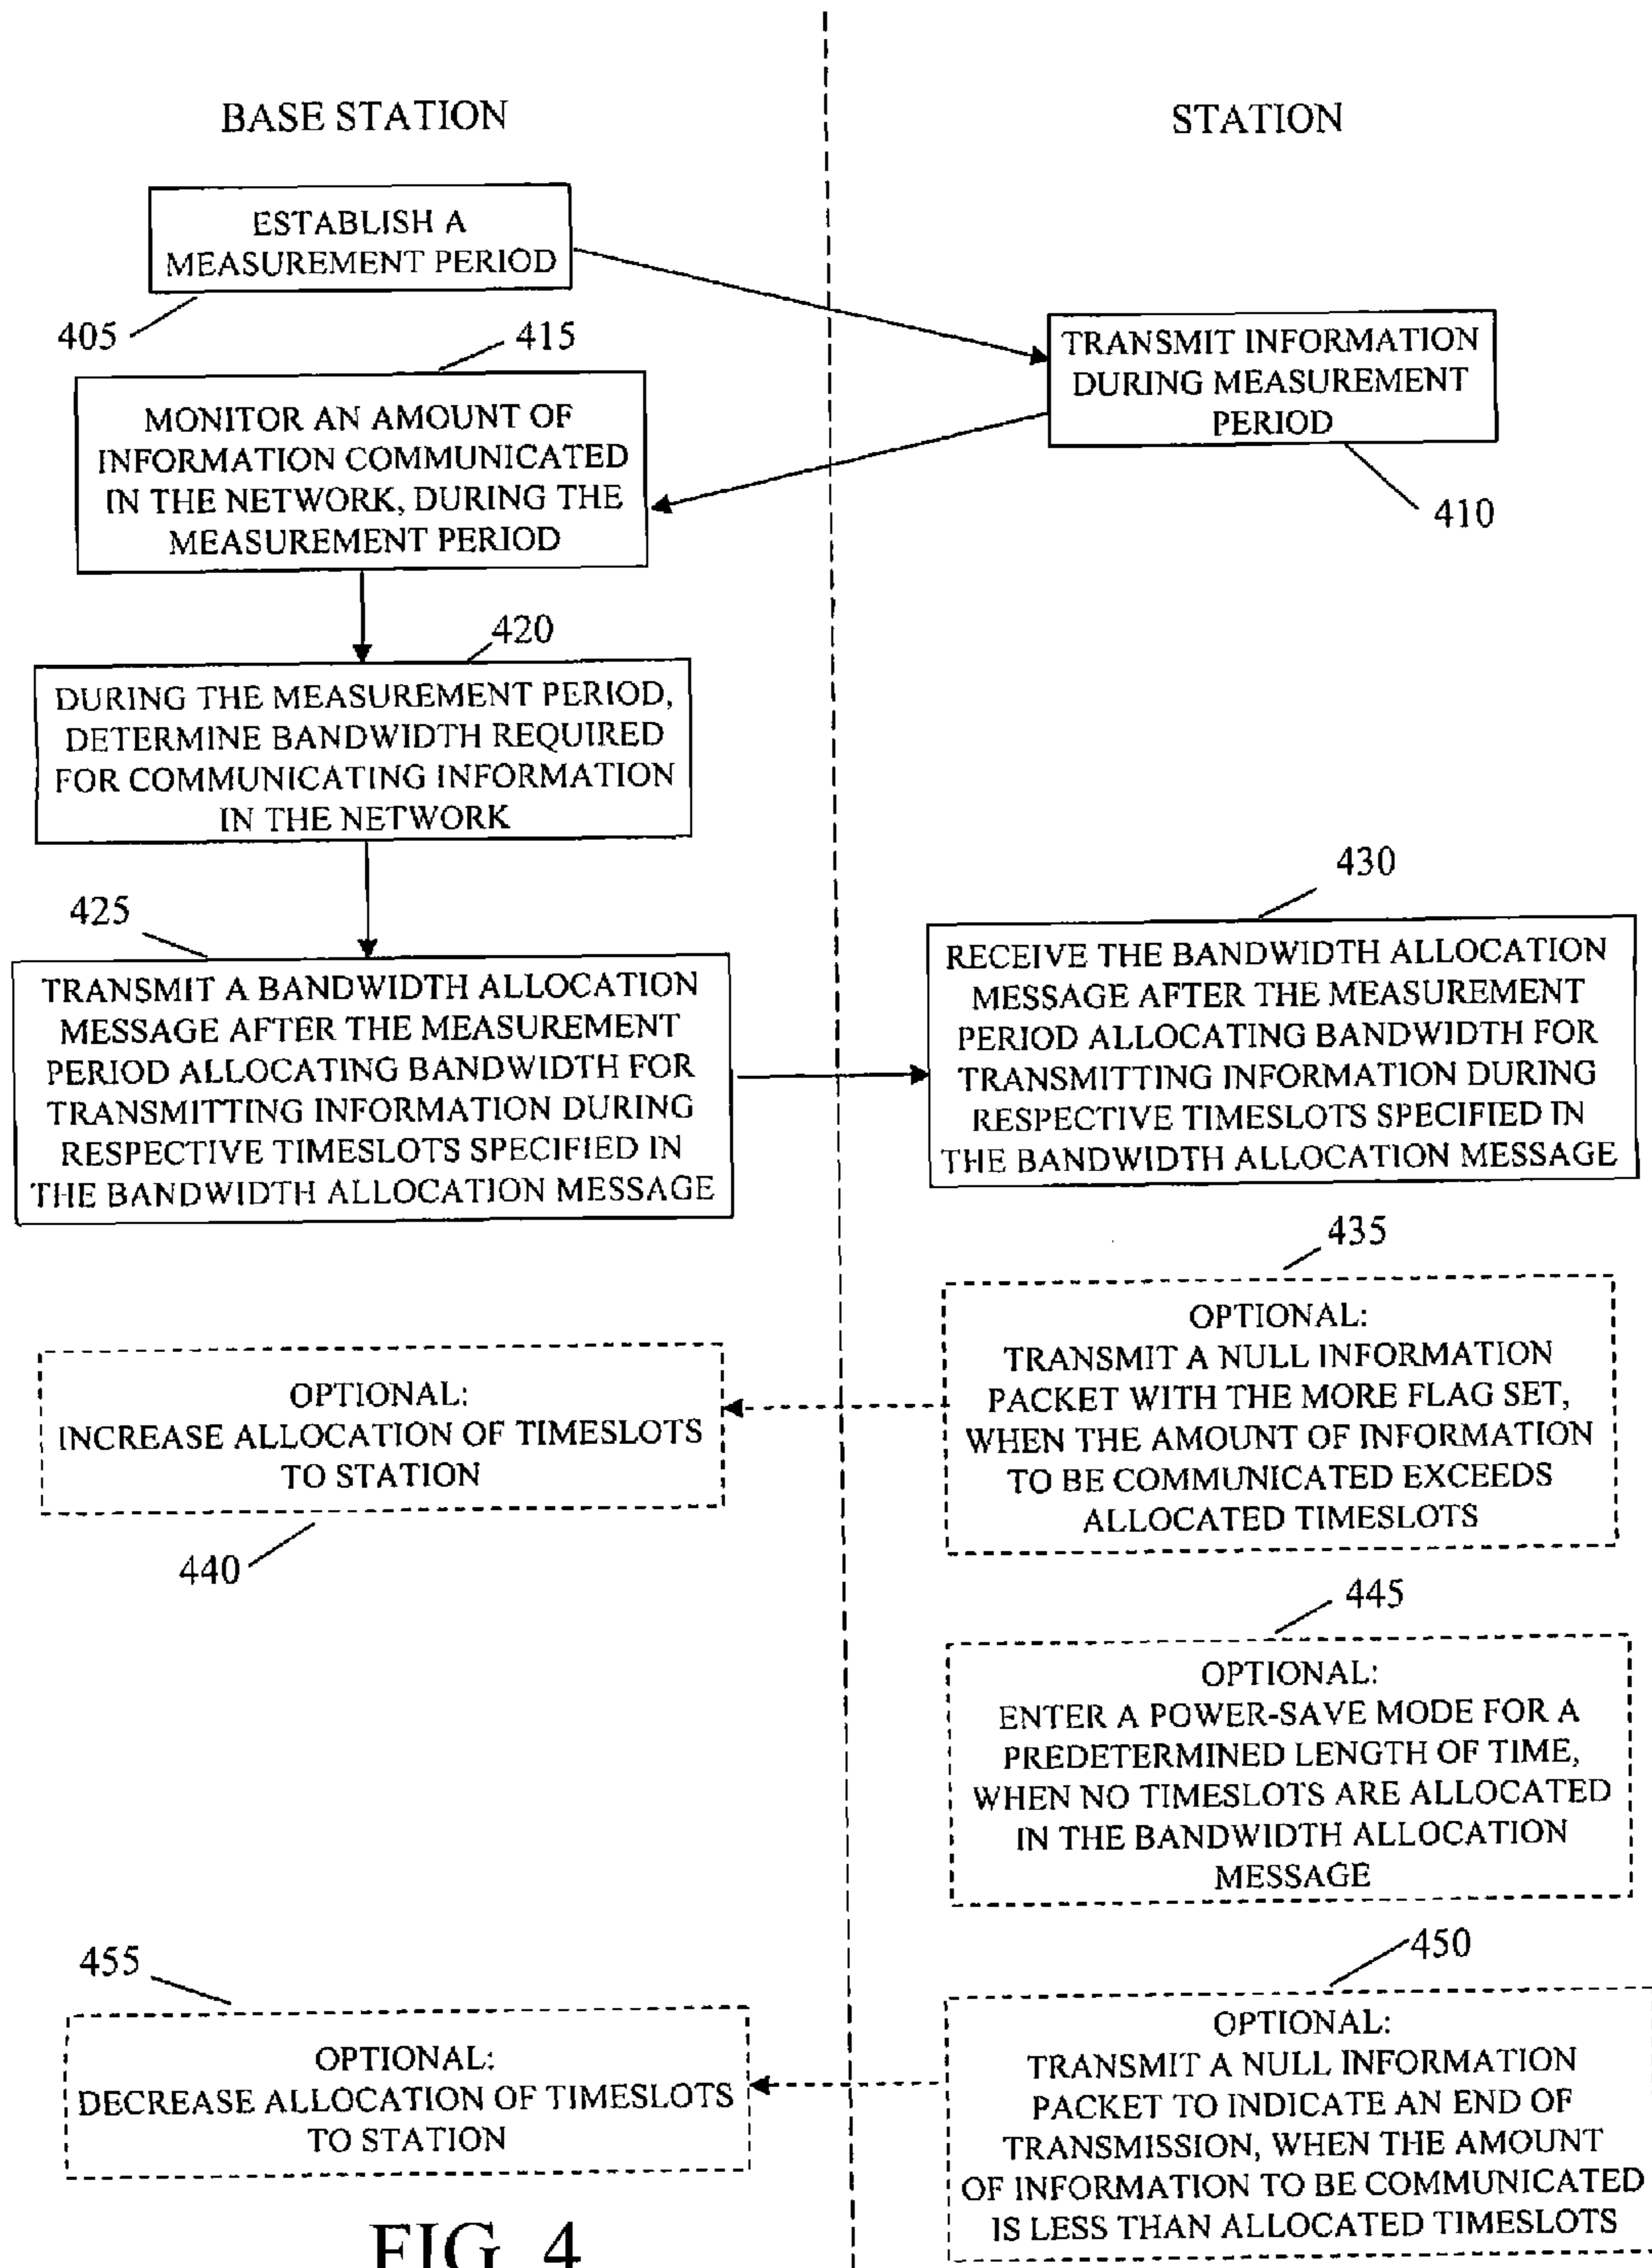 BASE STATION
STATION
ESTABLISH A
MEASUREMENT PERIOD
405
415
TRANSMIT INFORMATION
DURING MEASUREMENT
PERIOD
410
MONITOR AN AMOUNT OF
INFORMATION COMMUNICATED
IN THE NETWORK, DURING THE
MEASUREMENT PERIOD
420
DURING THE MEASUREMENT PERIOD,
DETERMINE BANDWIDTH REQUIRED
FOR COMMUNICATING INFORMATION
IN THE NETWORK
425
TRANSMIT A BANDWIDTH ALLOCATION
MESSAGE AFTER THE MEASUREMENT
PERIOD ALLOCATING BANDWIDTH FOR
TRANSMITTING INFORMATION DURING
RESPECTIVE TIMESLOTS SPECIFIED IN
THE BANDWIDTH ALLOCATION MESSAGE
430
RECEIVE THE BANDWIDTH ALLOCATION
MESSAGE AFTER THE MEASUREMENT
PERIOD ALLOCATING BANDWIDTH FOR
TRANSMITTING INFORMATION DURING
RESPECTIVE TIMESLOTS SPECIFIED IN
THE BANDWIDTH ALLOCATION MESSAGE
435
OPTIONAL:
TRANSMIT A NULL INFORMATION
PACKET WITH THE MORE FLAG SET,
WHEN THE AMOUNT OF INFORMATION
TO BE COMMUNICATED EXCEEDS
ALLOCATED TIMESLOTS
OPTIONAL:
INCREASE ALLOCATION OF TIMESLOTS
TO STATION
440
445
OPTIONAL:
ENTER A POWER-SAVE MODE FOR A
PREDETERMINED LENGTH OF TIME,
WHEN NO TIMESLOTS ARE ALLOCATED
IN THE BANDWIDTH ALLOCATION
MESSAGE
450
OPTIONAL:
TRANSMIT A NULL INFORMATION
PACKET TO INDICATE AN END OF
TRANSMISSION, WHEN THE AMOUNT
OF INFORMATION TO BE COMMUNICATED
IS LESS THAN ALLOCATED TIMESLOTS
455
OPTIONAL:
DECREASE ALLOCATION OF TIMESLOTS
TO STATION
FIG. 4